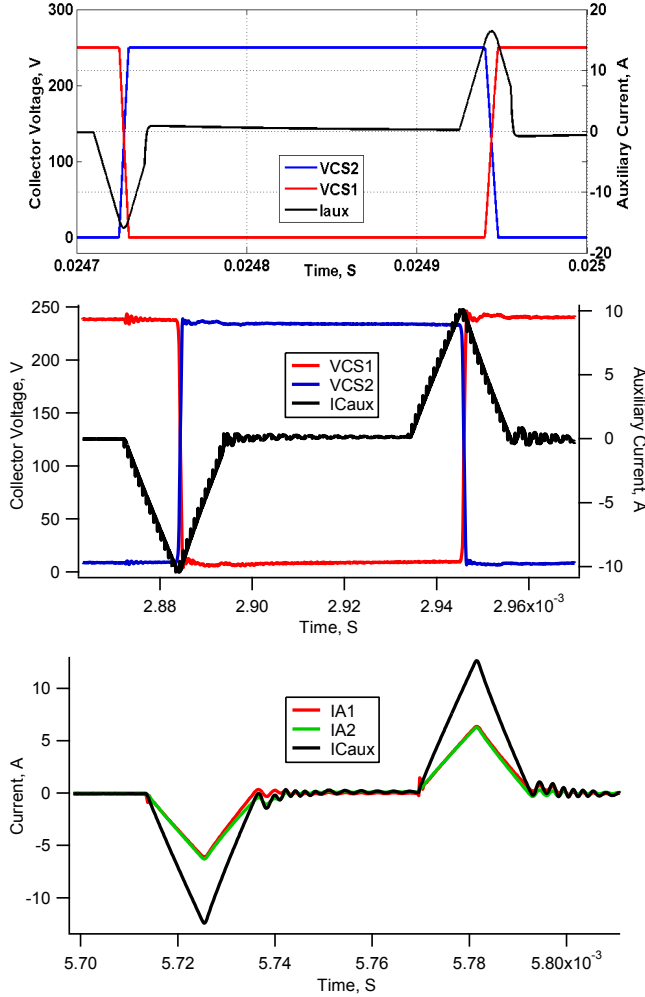 300
200
100
0
Collector Voltage, V
20
10
0
-10
-20
Auxiliary Current, A
VCS2
VCS1
Iaux
0.0247 0.0248 0.0249 0.025
Time, S
250
200
150
100
50
0
Collector Voltage, V
10
5
0
-5
-10
Auxiliary Current, A
VCS1
VCS2
ICaux
2.88 2.90 2.92 2.94 2.96x10-3
Time, S
10
5
0
-5
-10
Current, A
IA1
IA2
ICaux
5.70 5.72 5.74 5.76 5.78 5.80x10-3
Time, S